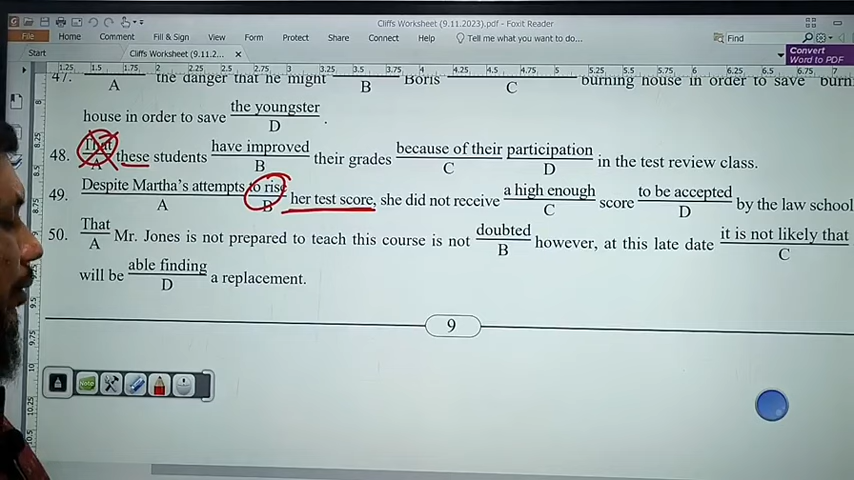 Cliffs Worksheet (9.11.2023).pdf - Foxit Reader
File Home Comment Fill & Sign View Form Protect Share Connect Help Tell me what you want to do... Find
Start Cliffs Worksheet (9.11.2... ×
Convert
Word to PDF
47. the danger that he might Boris burning house in order to save burn
A B C
house in order to save the youngster.
D
48. That these students have improved their grades because of their participation in the test review class.
A B C D
49. Despite Martha's attempts to rise her test score, she did not receive a high enough score to be accepted by the law school
A B C D
50. That Mr. Jones is not prepared to teach this course is not doubted however, at this late date it is not likely that
A B C
will be able finding a replacement.
D
9